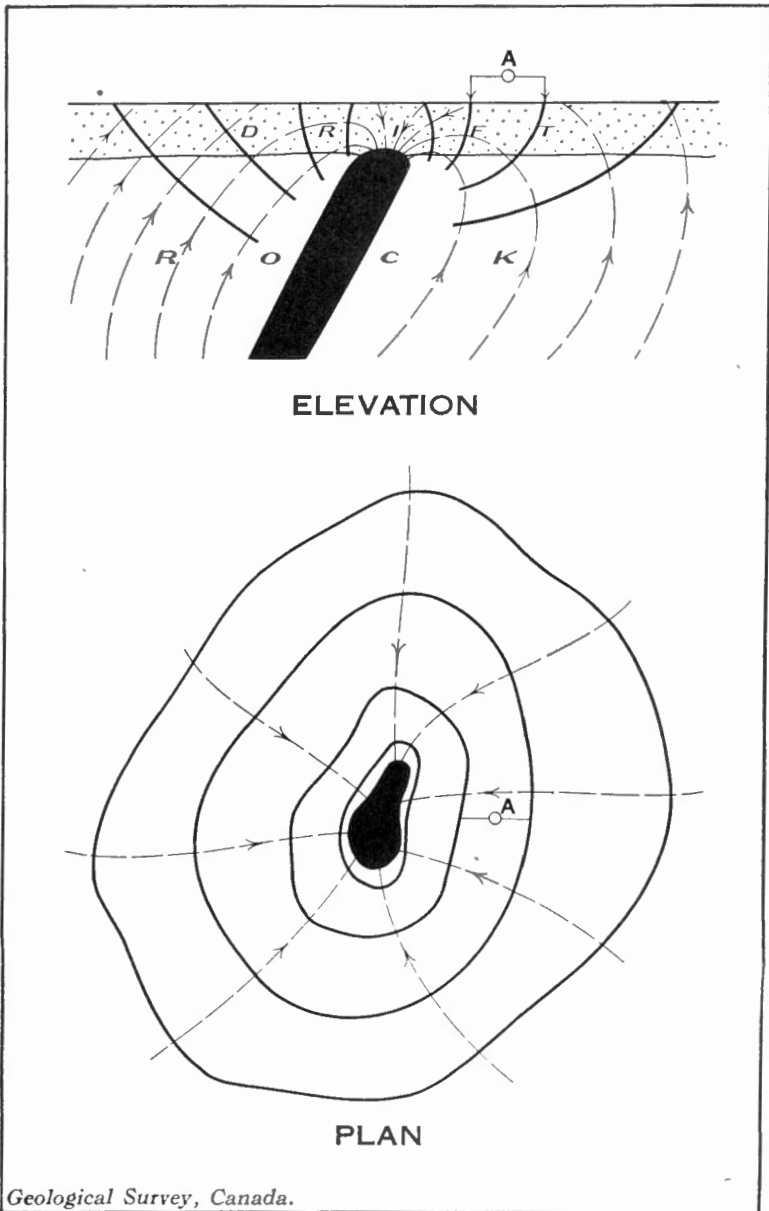 A
D R I F T
R O C K
ELEVATION
A
PLAN
Geological Survey, Canada.